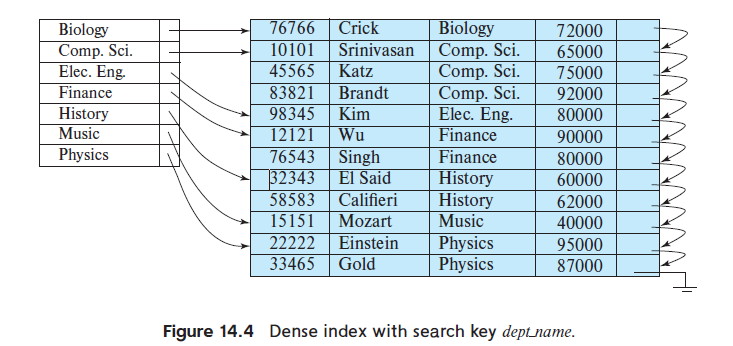 Biology 76766 Crick Biology 72000
Comp. Sci. 10101 Srinivasan Comp. Sci. 65000
Elec. Eng. 45565 Katz Comp. Sci. 75000
Finance 83821 Brandt Comp. Sci. 92000
History 98345 Kim Elec. Eng. 80000
Music 12121 Wu Finance 90000
Physics 76543 Singh Finance 80000
32343 El Said History 60000
58583 Califieri History 62000
15151 Mozart Music 40000
22222 Einstein Physics 95000
33465 Gold Physics 87000
Figure 14.4 Dense index with search key dept_name.